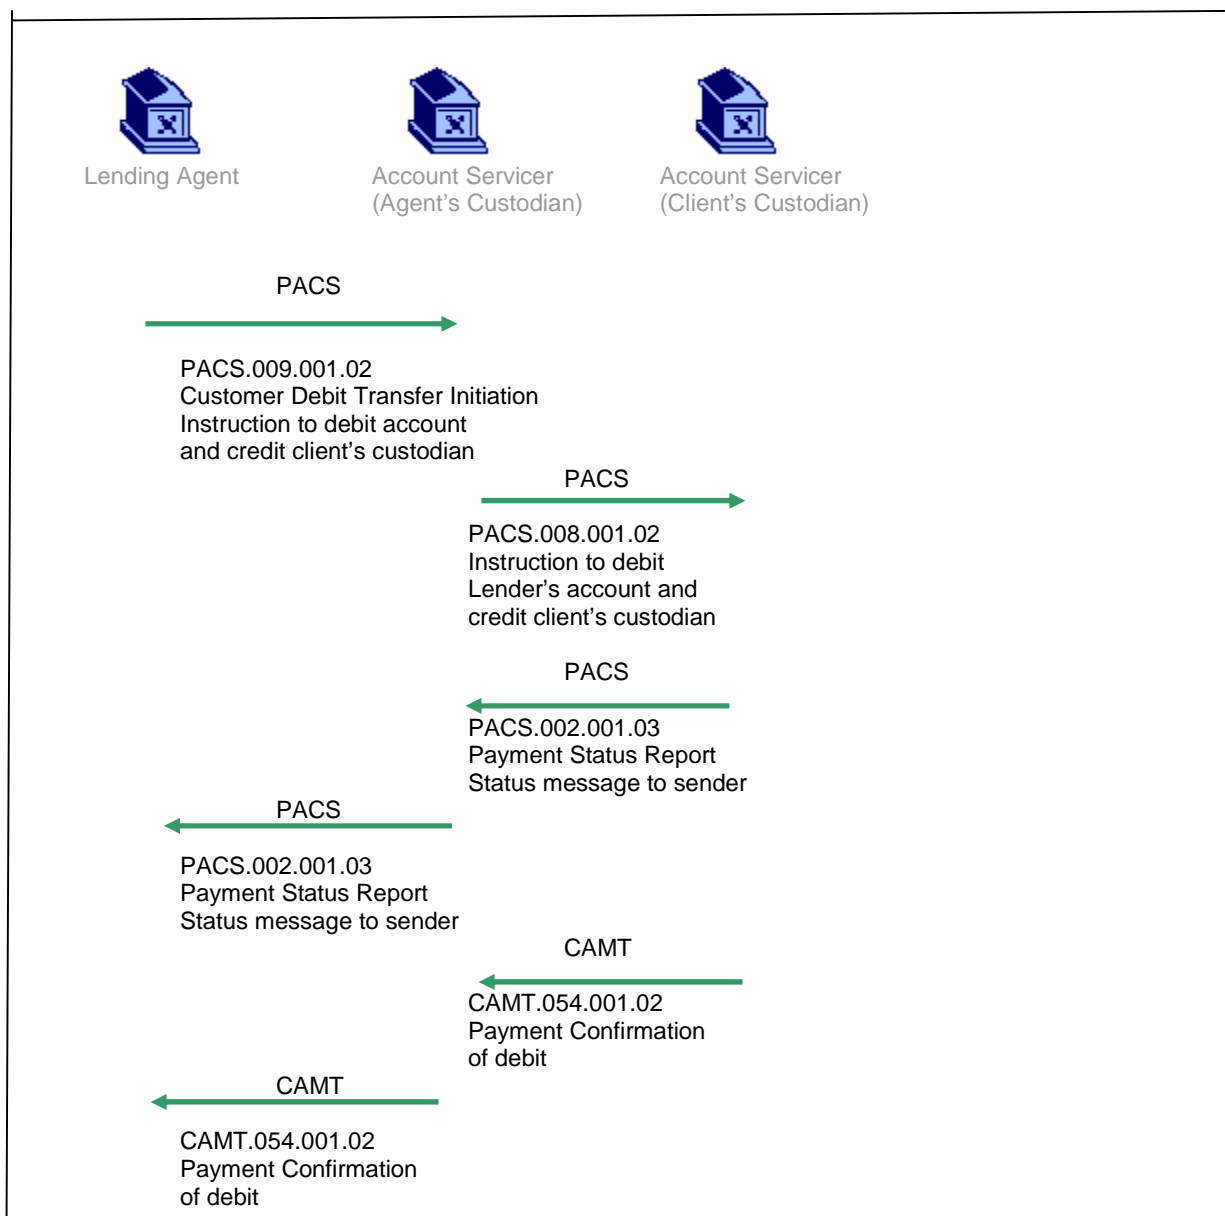 Lending Agent
Account Servicer
(Agent's Custodian)
Account Servicer
(Client's Custodian)
PACS
PACS.009.001.02
Customer Debit Transfer Initiation
Instruction to debit account
and credit client's custodian
PACS
PACS.008.001.02
Instruction to debit
Lender's account and
credit client's custodian
PACS
PACS.002.001.03
Payment Status Report
Status message to sender
PACS
PACS.002.001.03
Payment Status Report
Status message to sender
CAMT
CAMT.054.001.02
Payment Confirmation
of debit
CAMT
CAMT.054.001.02
Payment Confirmation
of debit